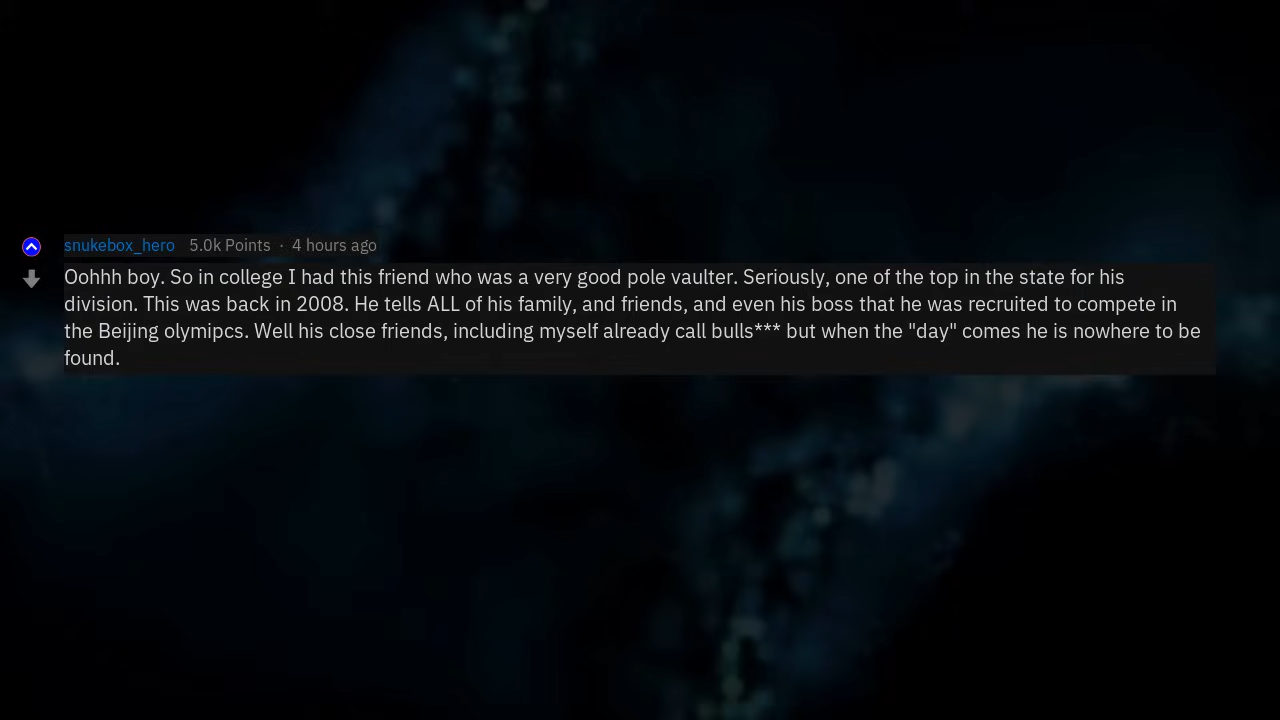 snukebox_hero 5.0k Points · 4 hours ago
Oohhh boy. So in college I had this friend who was a very good pole vaulter. Seriously, one of the top in the state for his
division. This was back in 2008. He tells ALL of his family, and friends, and even his boss that he was recruited to compete in
the Beijing olymipcs. Well his close friends, including myself already call bulls*** but when the "day" comes he is nowhere to be
found.